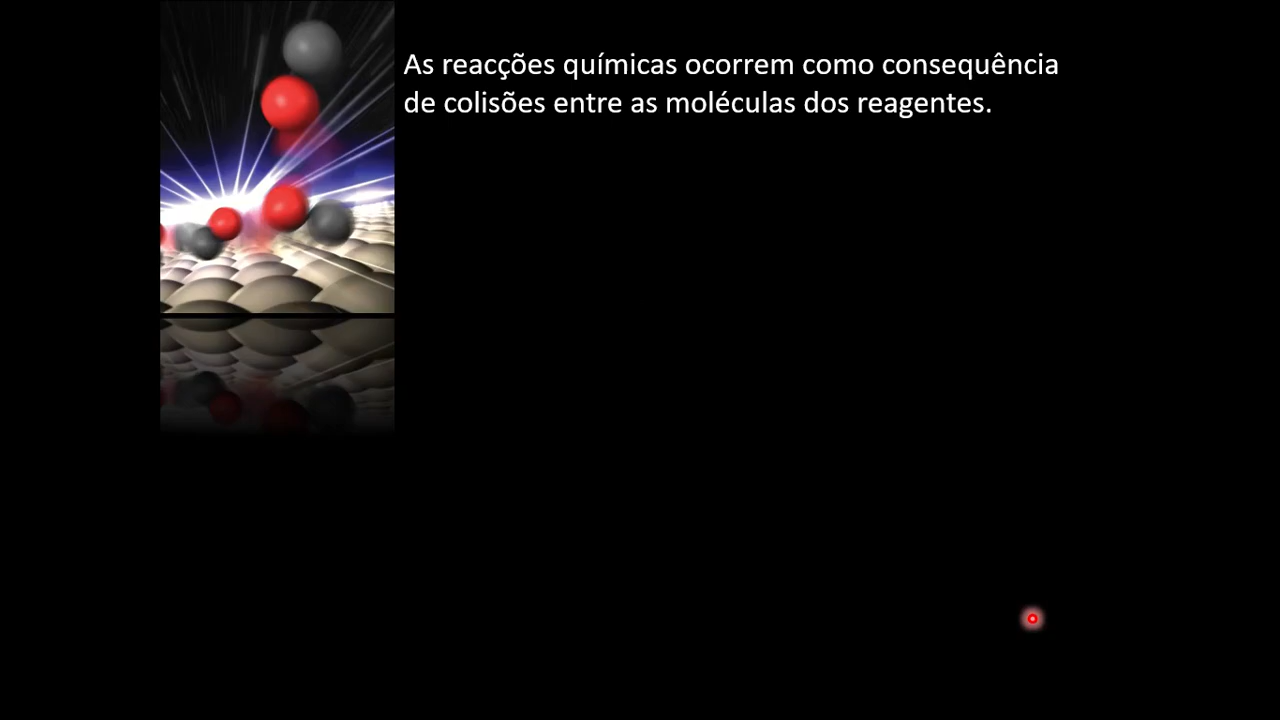 As reacções químicas ocorrem como consequência
de colisões entre as moléculas dos reagentes.